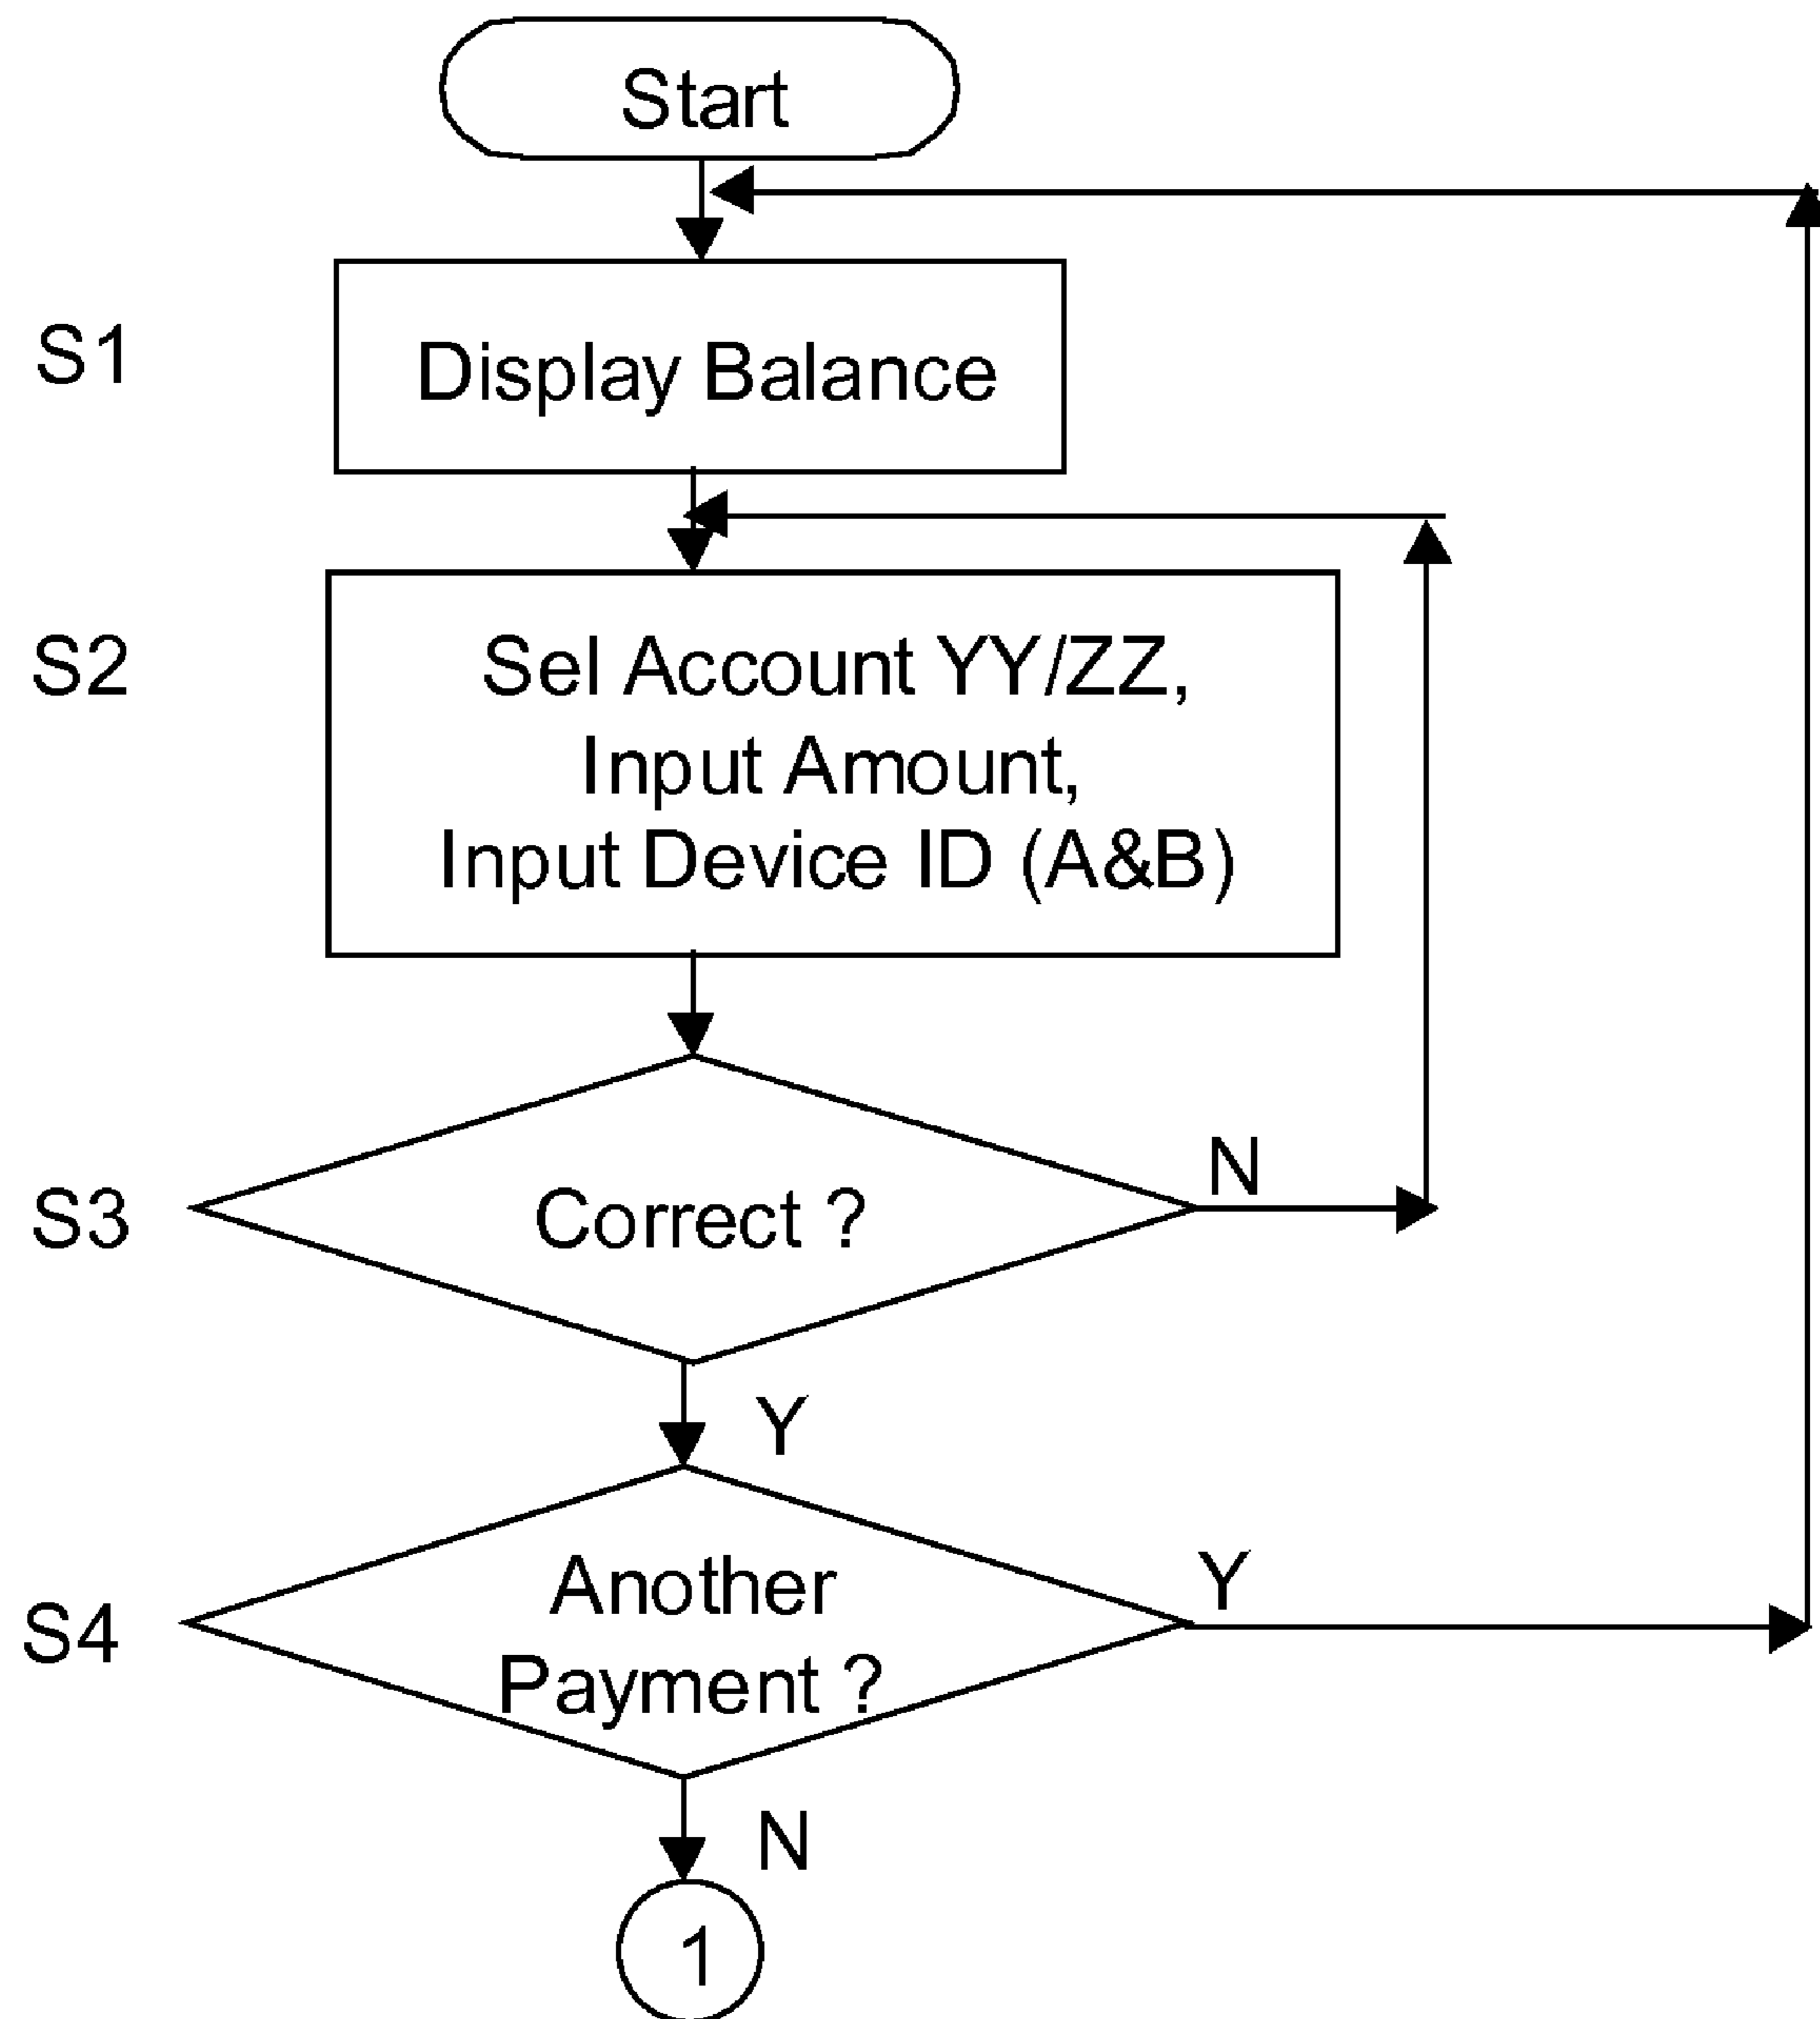 Start
S1
Display Balance
S2
Sel Account YY/ZZ,
Input Amount,
Input Device ID (A&B)
S3
Correct ?
N
Y
S4
Another
Payment ?
Y
N
1